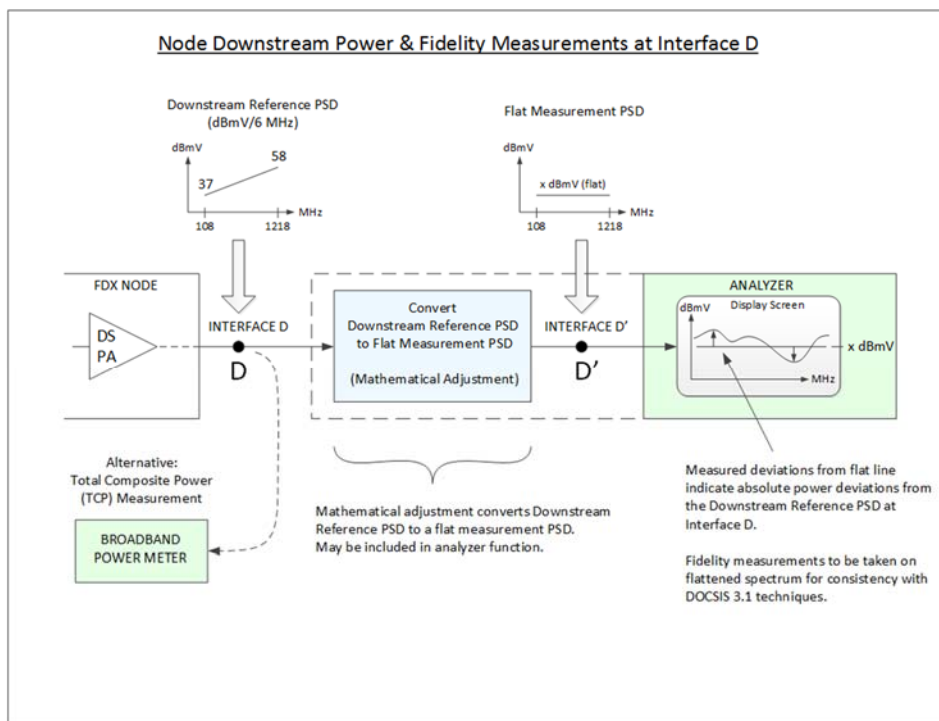 Node Downstream Power & Fidelity Measurements at Interface D
Downstream Reference PSD
(dBmV/6 MHz)
dBmV
37
58
MHz
108
1218
Flat Measurement PSD
dBmV
x dBmV (flat)
MHz
108
1218
FDX NODE
DS
PA
INTERFACE D
D
Convert
Downstream Reference PSD
to Flat Measurement PSD
(Mathematical Adjustment)
INTERFACE D’
D’
ANALYZER
Display Screen
dBmV
x dBmV
MHz
Alternative:
Total Composite Power
(TCP) Measurement
BROADBAND
POWER METER
Mathematical adjustment converts Downstream
Reference PSD to a flat measurement PSD.
May be included in analyzer function.
Measured deviations from flat line
indicate absolute power deviations from
the Downstream Reference PSD at
Interface D.
Fidelity measurements to be taken on
flattened spectrum for consistency with
DOCSIS 3.1 techniques.